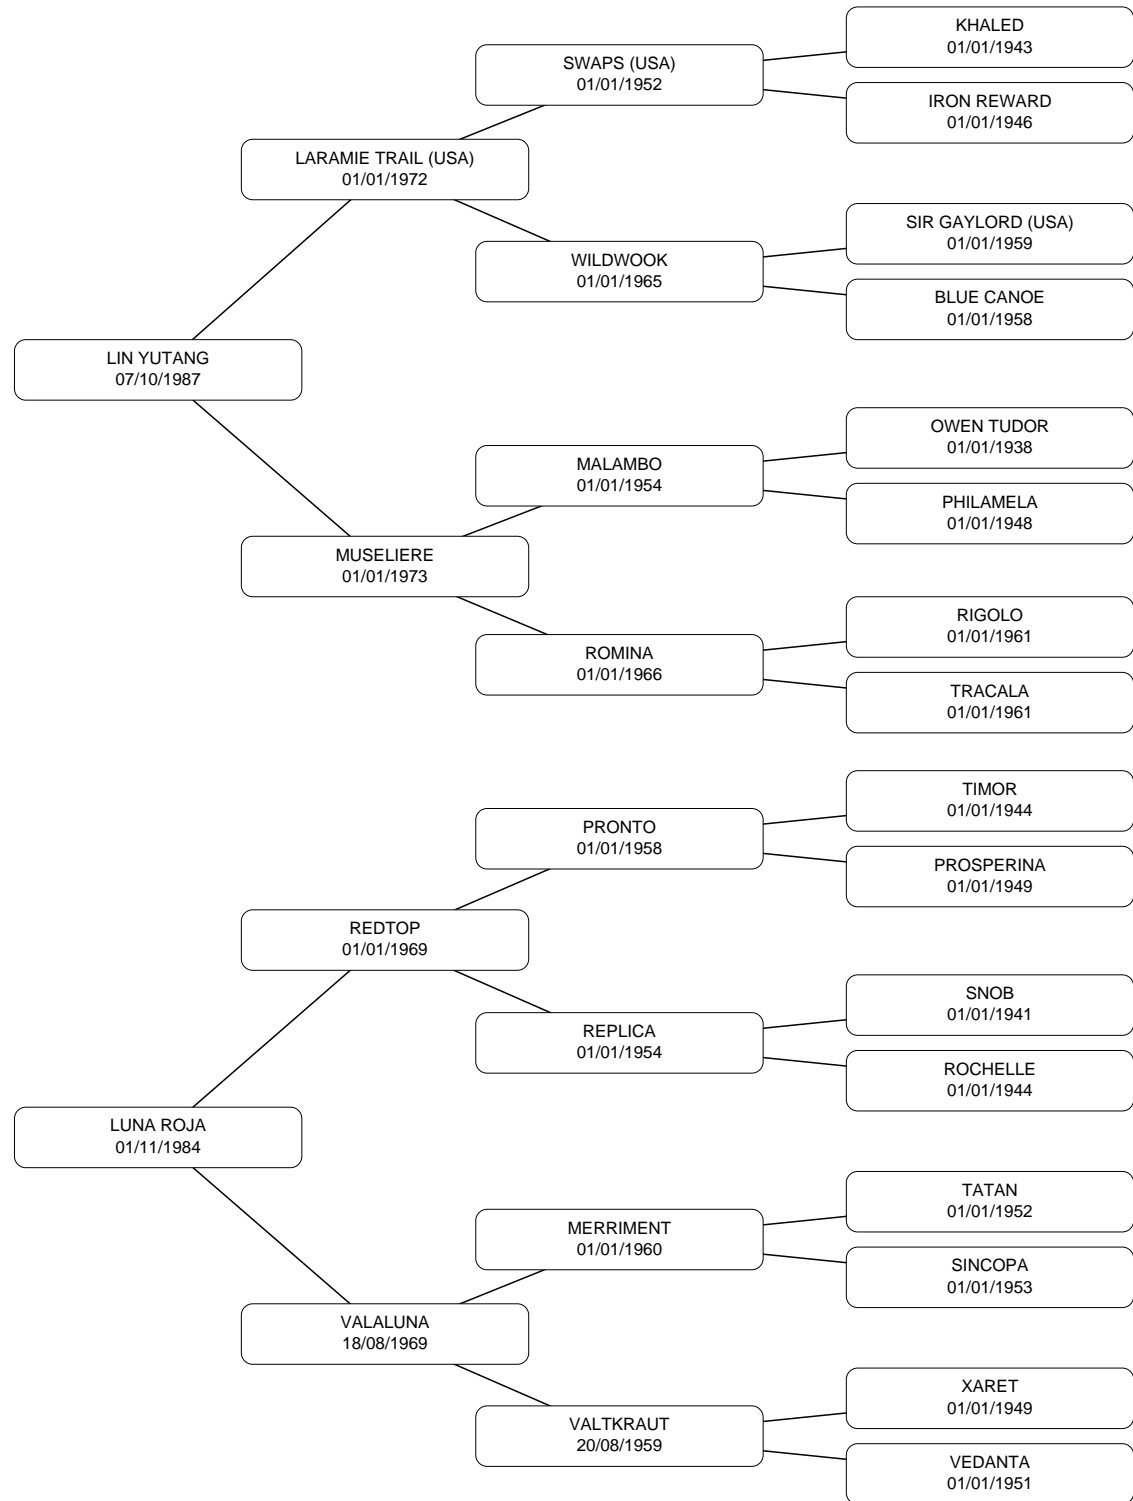 KHALED
01/01/1943
SWAPS (USA)
01/01/1952
IRON REWARD
01/01/1946
LARAMIE TRAIL (USA)
01/01/1972
SIR GAYLORD (USA)
01/01/1959
WILDWOOK
01/01/1965
BLUE CANOE
01/01/1958
LIN YUTANG
07/10/1987
OWEN TUDOR
01/01/1938
MALAMBO
01/01/1954
PHILAMELA
01/01/1948
MUSELIERE
01/01/1973
RIGOLO
01/01/1961
ROMINA
01/01/1966
TRACALA
01/01/1961
TIMOR
01/01/1944
PRONTO
01/01/1958
PROSPERINA
01/01/1949
REDTOP
01/01/1969
SNOB
01/01/1941
REPLICA
01/01/1954
ROCHELLE
01/01/1944
LUNA ROJA
01/11/1984
TATAN
01/01/1952
MERRIMENT
01/01/1960
SINCOPA
01/01/1953
VALALUNA
18/08/1969
XARET
01/01/1949
VALTKRAUT
20/08/1959
VEDANTA
01/01/1951